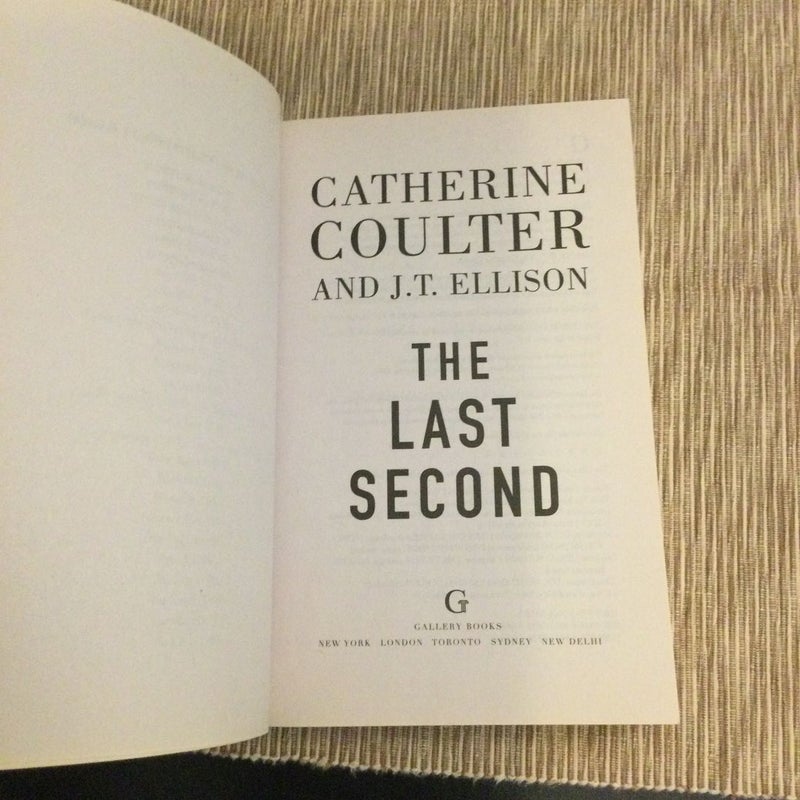 CATHERINE
COULTER
AND J.T. ELLISON
THE
LAST
SECOND
G
GALLERY BOOKS
NEW YORK LONDON TORONTO SYDNEY NEW DELHI